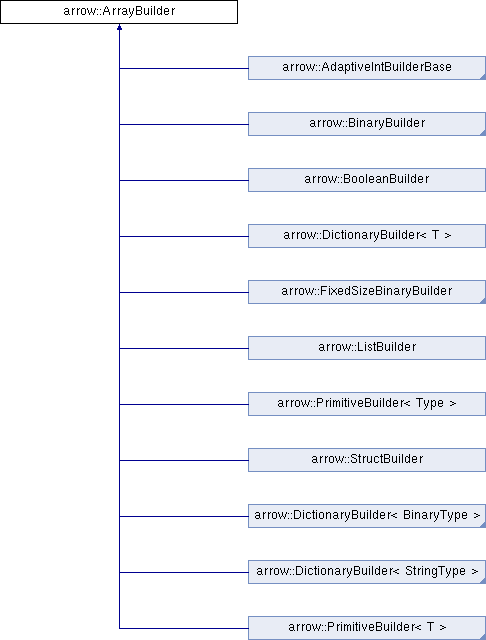 arrow::ArrayBuilder
arrow::AdaptiveIntBuilderBase
arrow::BinaryBuilder
arrow::BooleanBuilder
arrow::DictionaryBuilder< T >
arrow::FixedSizeBinaryBuilder
arrow::ListBuilder
arrow::PrimitiveBuilder< Type >
arrow::StructBuilder
arrow::DictionaryBuilder< BinaryType >
arrow::DictionaryBuilder< StringType >
arrow::PrimitiveBuilder< T >